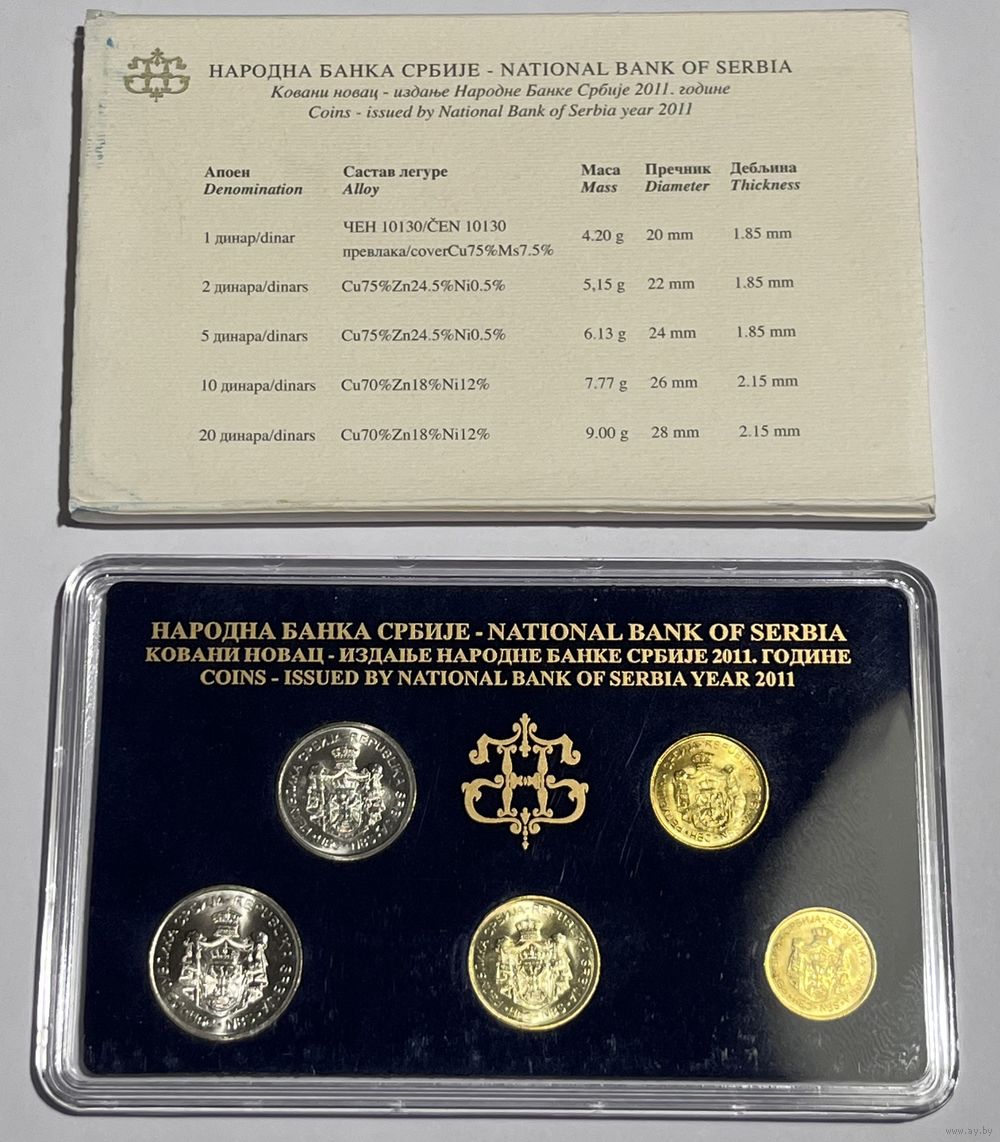 НАРОДНА БАНКА СРБИЈЕ - NATIONAL BANK OF SERBIA
Ковани новац - издање Народне Банке Србије 2011. године
Coins - issued by National Bank of Serbia year 2011
Апоен Састав легуре Маса Пречник Дебљина
Denomination Alloy Mass Diameter Thickness
1 динар/dinar ЧЕН 10130/ČEN 10130 4.20 g 20 mm 1.85 mm
превлака/coverCu75%Ms7.5%
2 динара/dinars Cu75%Zn24.5%Ni0.5% 5,15 g 22 mm 1.85 mm
5 динара/dinars Cu75%Zn24.5%Ni0.5% 6.13 g 24 mm 1.85 mm
10 динара/dinars Cu70%Zn18%Ni12% 7.77 g 26 mm 2.15 mm
20 динара/dinars Cu70%Zn18%Ni12% 9.00 g 28 mm 2.15 mm
НАРОДНА БАНКА СРБИЈЕ - NATIONAL BANK OF SERBIA
КОВАНИ НОВАЦ - ИЗДАЊЕ НАРОДНЕ БАНКЕ СРБИЈЕ 2011. ГОДИНЕ
COINS - ISSUED BY NATIONAL BANK OF SERBIA YEAR 2011
www.ay.by